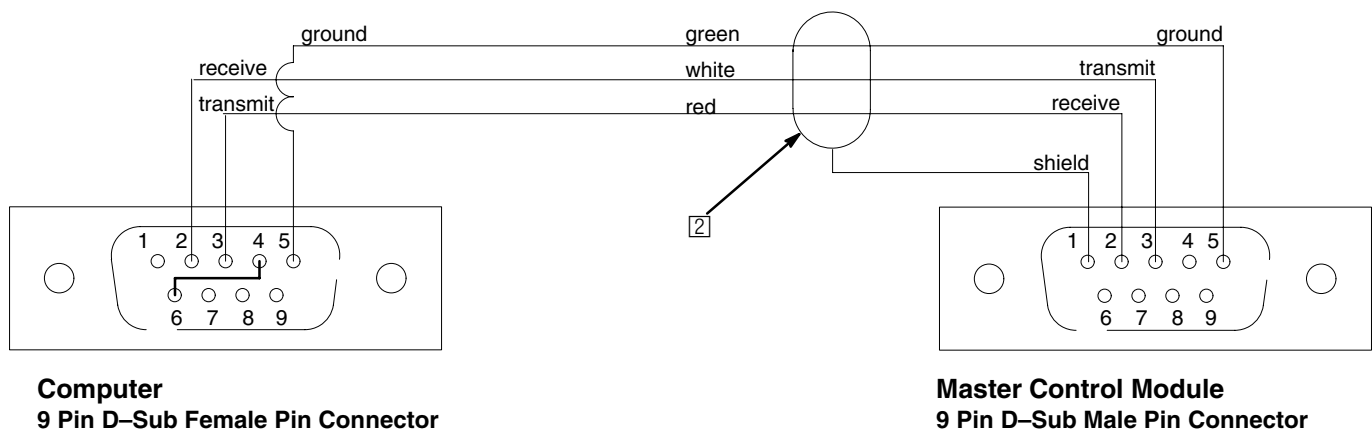 ground green ground
receive white transmit
transmit red receive
shield
2
1 2 3 4 5
6 7 8 9
1 2 3 4 5
6 7 8 9
Computer
9 Pin D–Sub Female Pin Connector
Master Control Module
9 Pin D–Sub Male Pin Connector